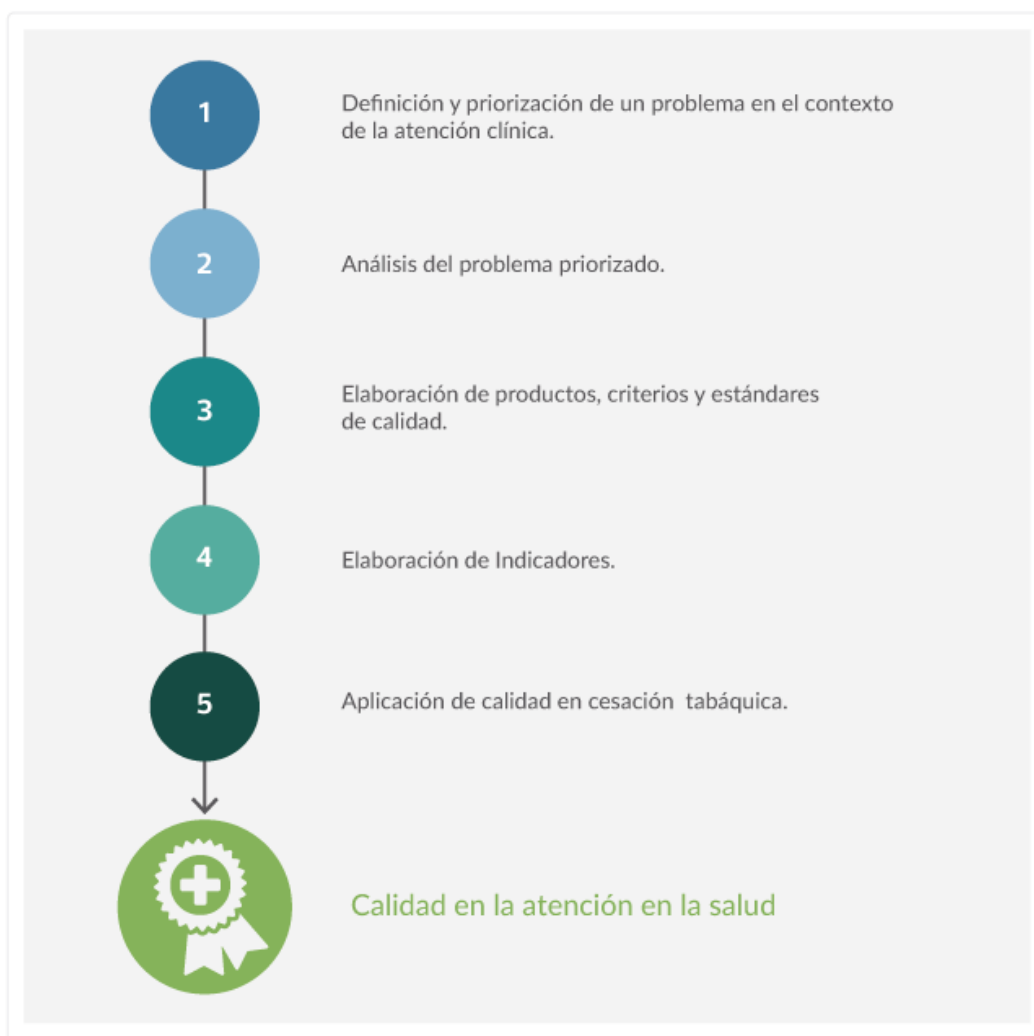 1
Definición y priorización de un problema en el contexto
de la atención clínica.
2
Análisis del problema priorizado.
3
Elaboración de productos, criterios y estándares
de calidad.
4
Elaboración de Indicadores.
5
Aplicación de calidad en cesación  tabáquica.
Calidad en la atención en la salud